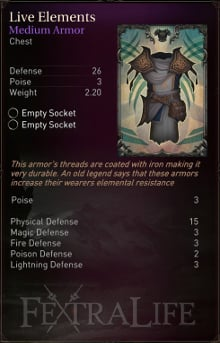 Live Elements
Medium Armor
Chest
Defense 26
Poise 3
Weight 2.20
Empty Socket
Empty Socket
This armor's threads are coated with iron making it
very durable. An old legend says that these armors
increase their wearers elemental resistance
Poise 3
Physical Defense 15
Magic Defense 3
Fire Defense 3
Poison Defense 2
Lightning Defense 3
FEXTRALIFE